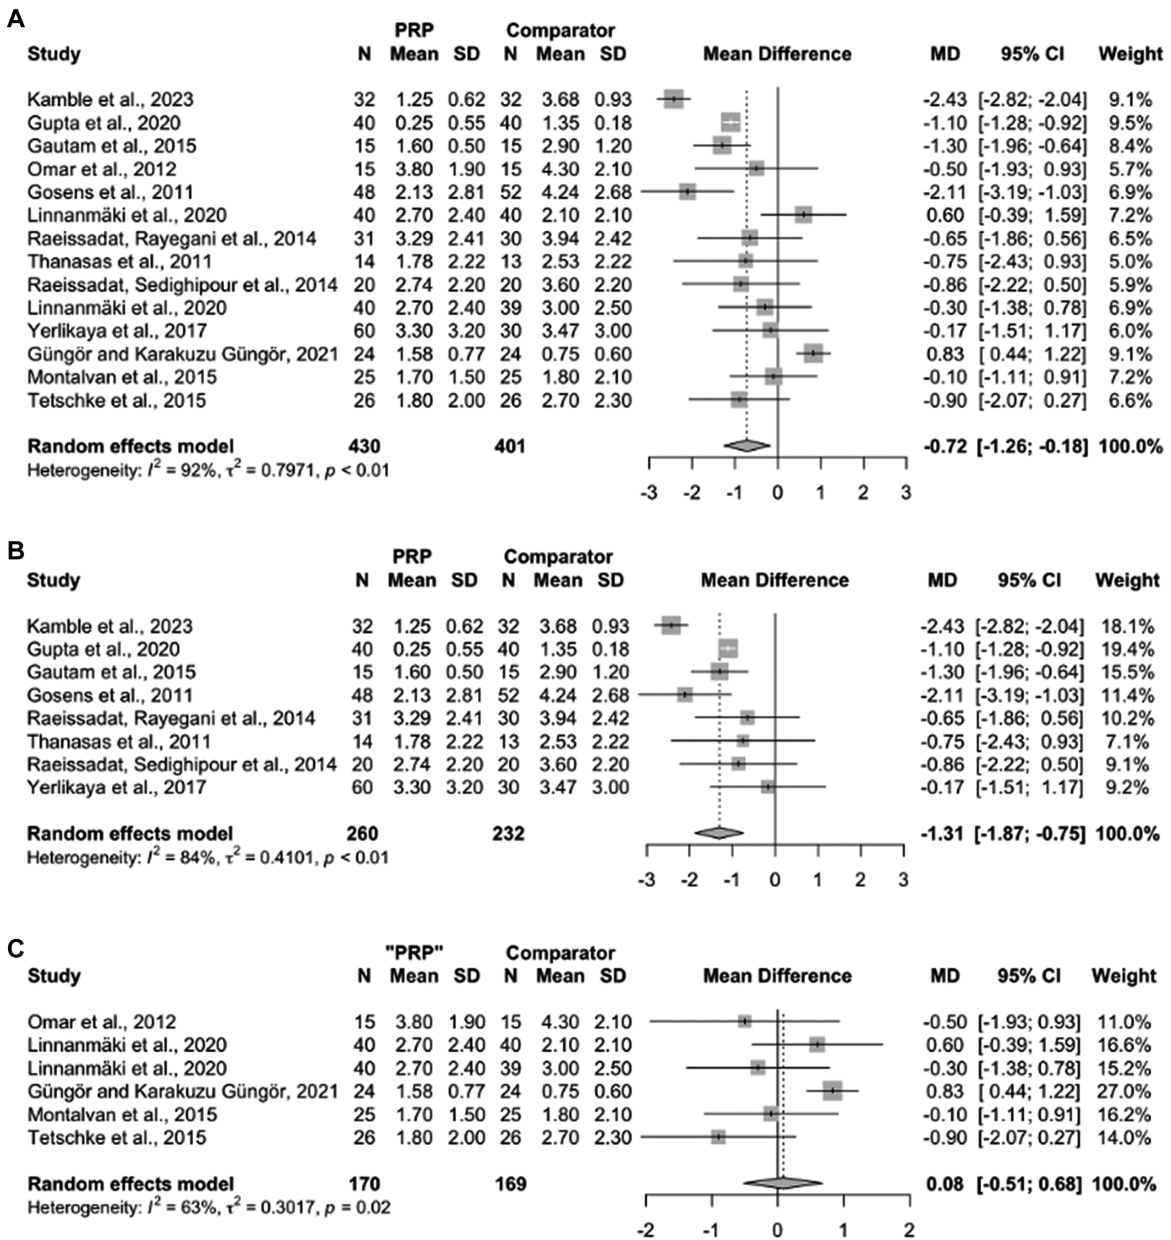 A
PRP Comparator
Study N Mean SD N Mean SD Mean Difference MD 95% CI Weight
Kamble et al., 2023 32 1.25 0.62 32 3.68 0.93 -2.43 [-2.82; -2.04] 9.1%
Gupta et al., 2020 40 0.25 0.55 40 1.35 0.18 -1.10 [-1.28; -0.92] 9.5%
Gautam et al., 2015 15 1.60 0.50 15 2.90 1.20 -1.30 [-1.96; -0.64] 8.4%
Omar et al., 2012 15 3.80 1.90 15 4.30 2.10 -0.50 [-1.93; 0.93] 5.7%
Gosens et al., 2011 48 2.13 2.81 52 4.24 2.68 -2.11 [-3.19; -1.03] 6.9%
Linnanmäki et al., 2020 40 2.70 2.40 40 2.10 2.10 0.60 [-0.39; 1.59] 7.2%
Raeissadat, Rayegani et al., 2014 31 3.29 2.41 30 3.94 2.42 -0.65 [-1.86; 0.56] 6.5%
Thanasas et al., 2011 14 1.78 2.22 13 2.53 2.22 -0.75 [-2.43; 0.93] 5.0%
Raeissadat, Sedighipour et al., 2014 20 2.74 2.20 20 3.60 2.20 -0.86 [-2.22; 0.50] 5.9%
Linnanmäki et al., 2020 40 2.70 2.40 39 3.00 2.50 -0.30 [-1.38; 0.78] 6.9%
Yerlikaya et al., 2017 60 3.30 3.20 30 3.47 3.00 -0.17 [-1.51; 1.17] 6.0%
Güngör and Karakuzu Güngör, 2021 24 1.58 0.77 24 0.75 0.60 0.83 [ 0.44; 1.22] 9.1%
Montalvan et al., 2015 25 1.70 1.50 25 1.80 2.10 -0.10 [-1.11; 0.91] 7.2%
Tetschke et al., 2015 26 1.80 2.00 26 2.70 2.30 -0.90 [-2.07; 0.27] 6.6%
Random effects model 430 401 -0.72 [-1.26; -0.18] 100.0%
Heterogeneity: I² = 92%, τ² = 0.7971, p < 0.01
-3 -2 -1 0 1 2 3
B
PRP Comparator
Study N Mean SD N Mean SD Mean Difference MD 95% CI Weight
Kamble et al., 2023 32 1.25 0.62 32 3.68 0.93 -2.43 [-2.82; -2.04] 18.1%
Gupta et al., 2020 40 0.25 0.55 40 1.35 0.18 -1.10 [-1.28; -0.92] 19.4%
Gautam et al., 2015 15 1.60 0.50 15 2.90 1.20 -1.30 [-1.96; -0.64] 15.5%
Gosens et al., 2011 48 2.13 2.81 52 4.24 2.68 -2.11 [-3.19; -1.03] 11.4%
Raeissadat, Rayegani et al., 2014 31 3.29 2.41 30 3.94 2.42 -0.65 [-1.86; 0.56] 10.2%
Thanasas et al., 2011 14 1.78 2.22 13 2.53 2.22 -0.75 [-2.43; 0.93] 7.1%
Raeissadat, Sedighipour et al., 2014 20 2.74 2.20 20 3.60 2.20 -0.86 [-2.22; 0.50] 9.1%
Yerlikaya et al., 2017 60 3.30 3.20 30 3.47 3.00 -0.17 [-1.51; 1.17] 9.2%
Random effects model 260 232 -1.31 [-1.87; -0.75] 100.0%
Heterogeneity: I² = 84%, τ² = 0.4101, p < 0.01
-3 -2 -1 0 1 2 3
C
"PRP" Comparator
Study N Mean SD N Mean SD Mean Difference MD 95% CI Weight
Omar et al., 2012 15 3.80 1.90 15 4.30 2.10 -0.50 [-1.93; 0.93] 11.0%
Linnanmäki et al., 2020 40 2.70 2.40 40 2.10 2.10 0.60 [-0.39; 1.59] 16.6%
Linnanmäki et al., 2020 40 2.70 2.40 39 3.00 2.50 -0.30 [-1.38; 0.78] 15.2%
Güngör and Karakuzu Güngör, 2021 24 1.58 0.77 24 0.75 0.60 0.83 [ 0.44; 1.22] 27.0%
Montalvan et al., 2015 25 1.70 1.50 25 1.80 2.10 -0.10 [-1.11; 0.91] 16.2%
Tetschke et al., 2015 26 1.80 2.00 26 2.70 2.30 -0.90 [-2.07; 0.27] 14.0%
Random effects model 170 169 0.08 [-0.51; 0.68] 100.0%
Heterogeneity: I² = 63%, τ² = 0.3017, p = 0.02
-2 -1 0 1 2